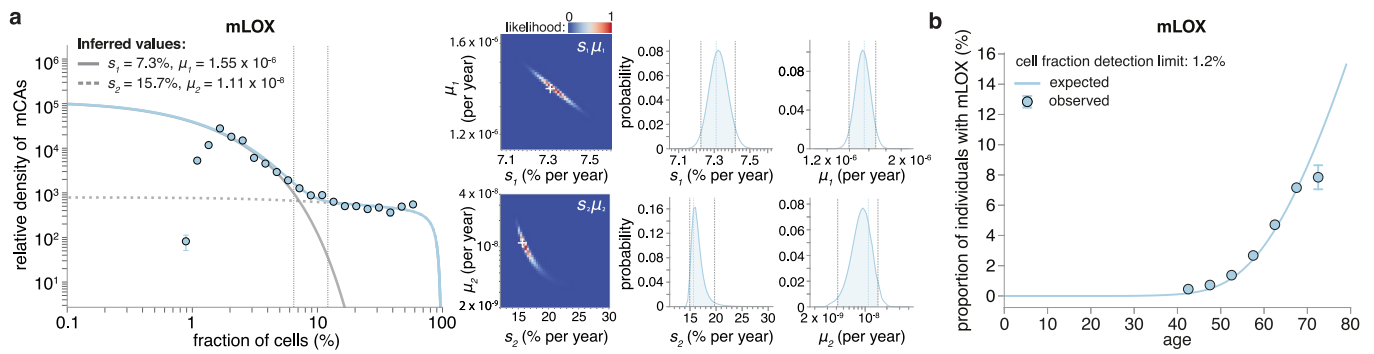 a
mLOX
Inferred values:
s₁ = 7.3%, μ₁ = 1.55 x 10⁻⁶
s₂ = 15.7%, μ₂ = 1.11 x 10⁻⁸
relative density of mCAs
10⁶
10⁵
10⁴
10³
10²
10¹
0.1
1
10
100
fraction of cells (%)
likelihood:
0
1
s₁μ₁
μ₁ (per year)
1.6 x 10⁻⁶
1.2 x 10⁻⁶
7.1
7.3
7.5
s₁ (% per year)
probability
0.08
0.06
0.04
0.02
0
7.1
7.3
7.5
s₁ (% per year)
0.08
0.04
0
1.2 x 10⁻⁶
2 x 10⁻⁶
μ₁ (per year)
s₂μ₂
μ₂ (per year)
4 x 10⁻⁸
10⁻⁸
2 x 10⁻⁹
15
20
25
30
s₂ (% per year)
probability
0.16
0.12
0.08
0.04
0
15
20
25
30
s₂ (% per year)
0.08
0.06
0.04
0.02
0
2 x 10⁻⁹
10⁻⁸
μ₂ (per year)
b
mLOX
cell fraction detection limit: 1.2%
expected
observed
proportion of individuals with mLOX (%)
16
14
12
10
8
6
4
2
0
0
10
20
30
40
50
60
70
80
age